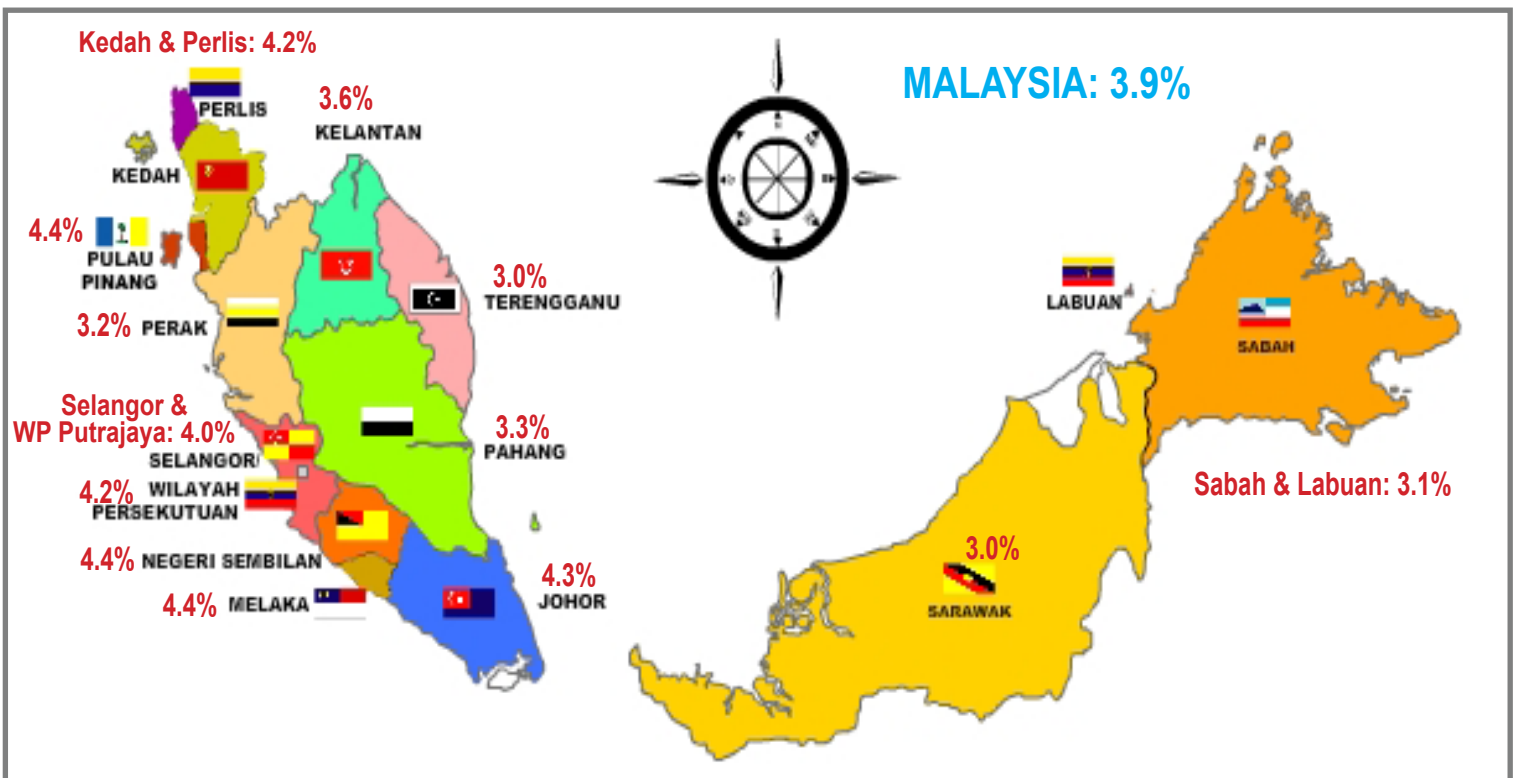 Kedah & Perlis: 4.2%
MALAYSIA: 3.9%
PERLIS
3.6%
KELANTAN
KEDAH
4.4%
PULAU
PINANG
3.0%
TERENGGANU
LABUAN
3.2% PERAK
SABAH
Selangor &
WP Putrajaya: 4.0%
SELANGOR
3.3%
PAHANG
4.2% WILAYAH
PERSEKUTUAN
Sabah & Labuan: 3.1%
4.4% NEGERI SEMBILAN
4.3%
JOHOR
4.4% MELAKA
3.0%
SARAWAK